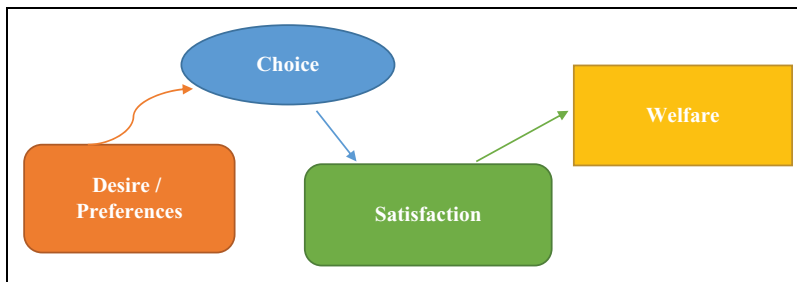 Choice
Welfare
Desire /
Preferences
Satisfaction